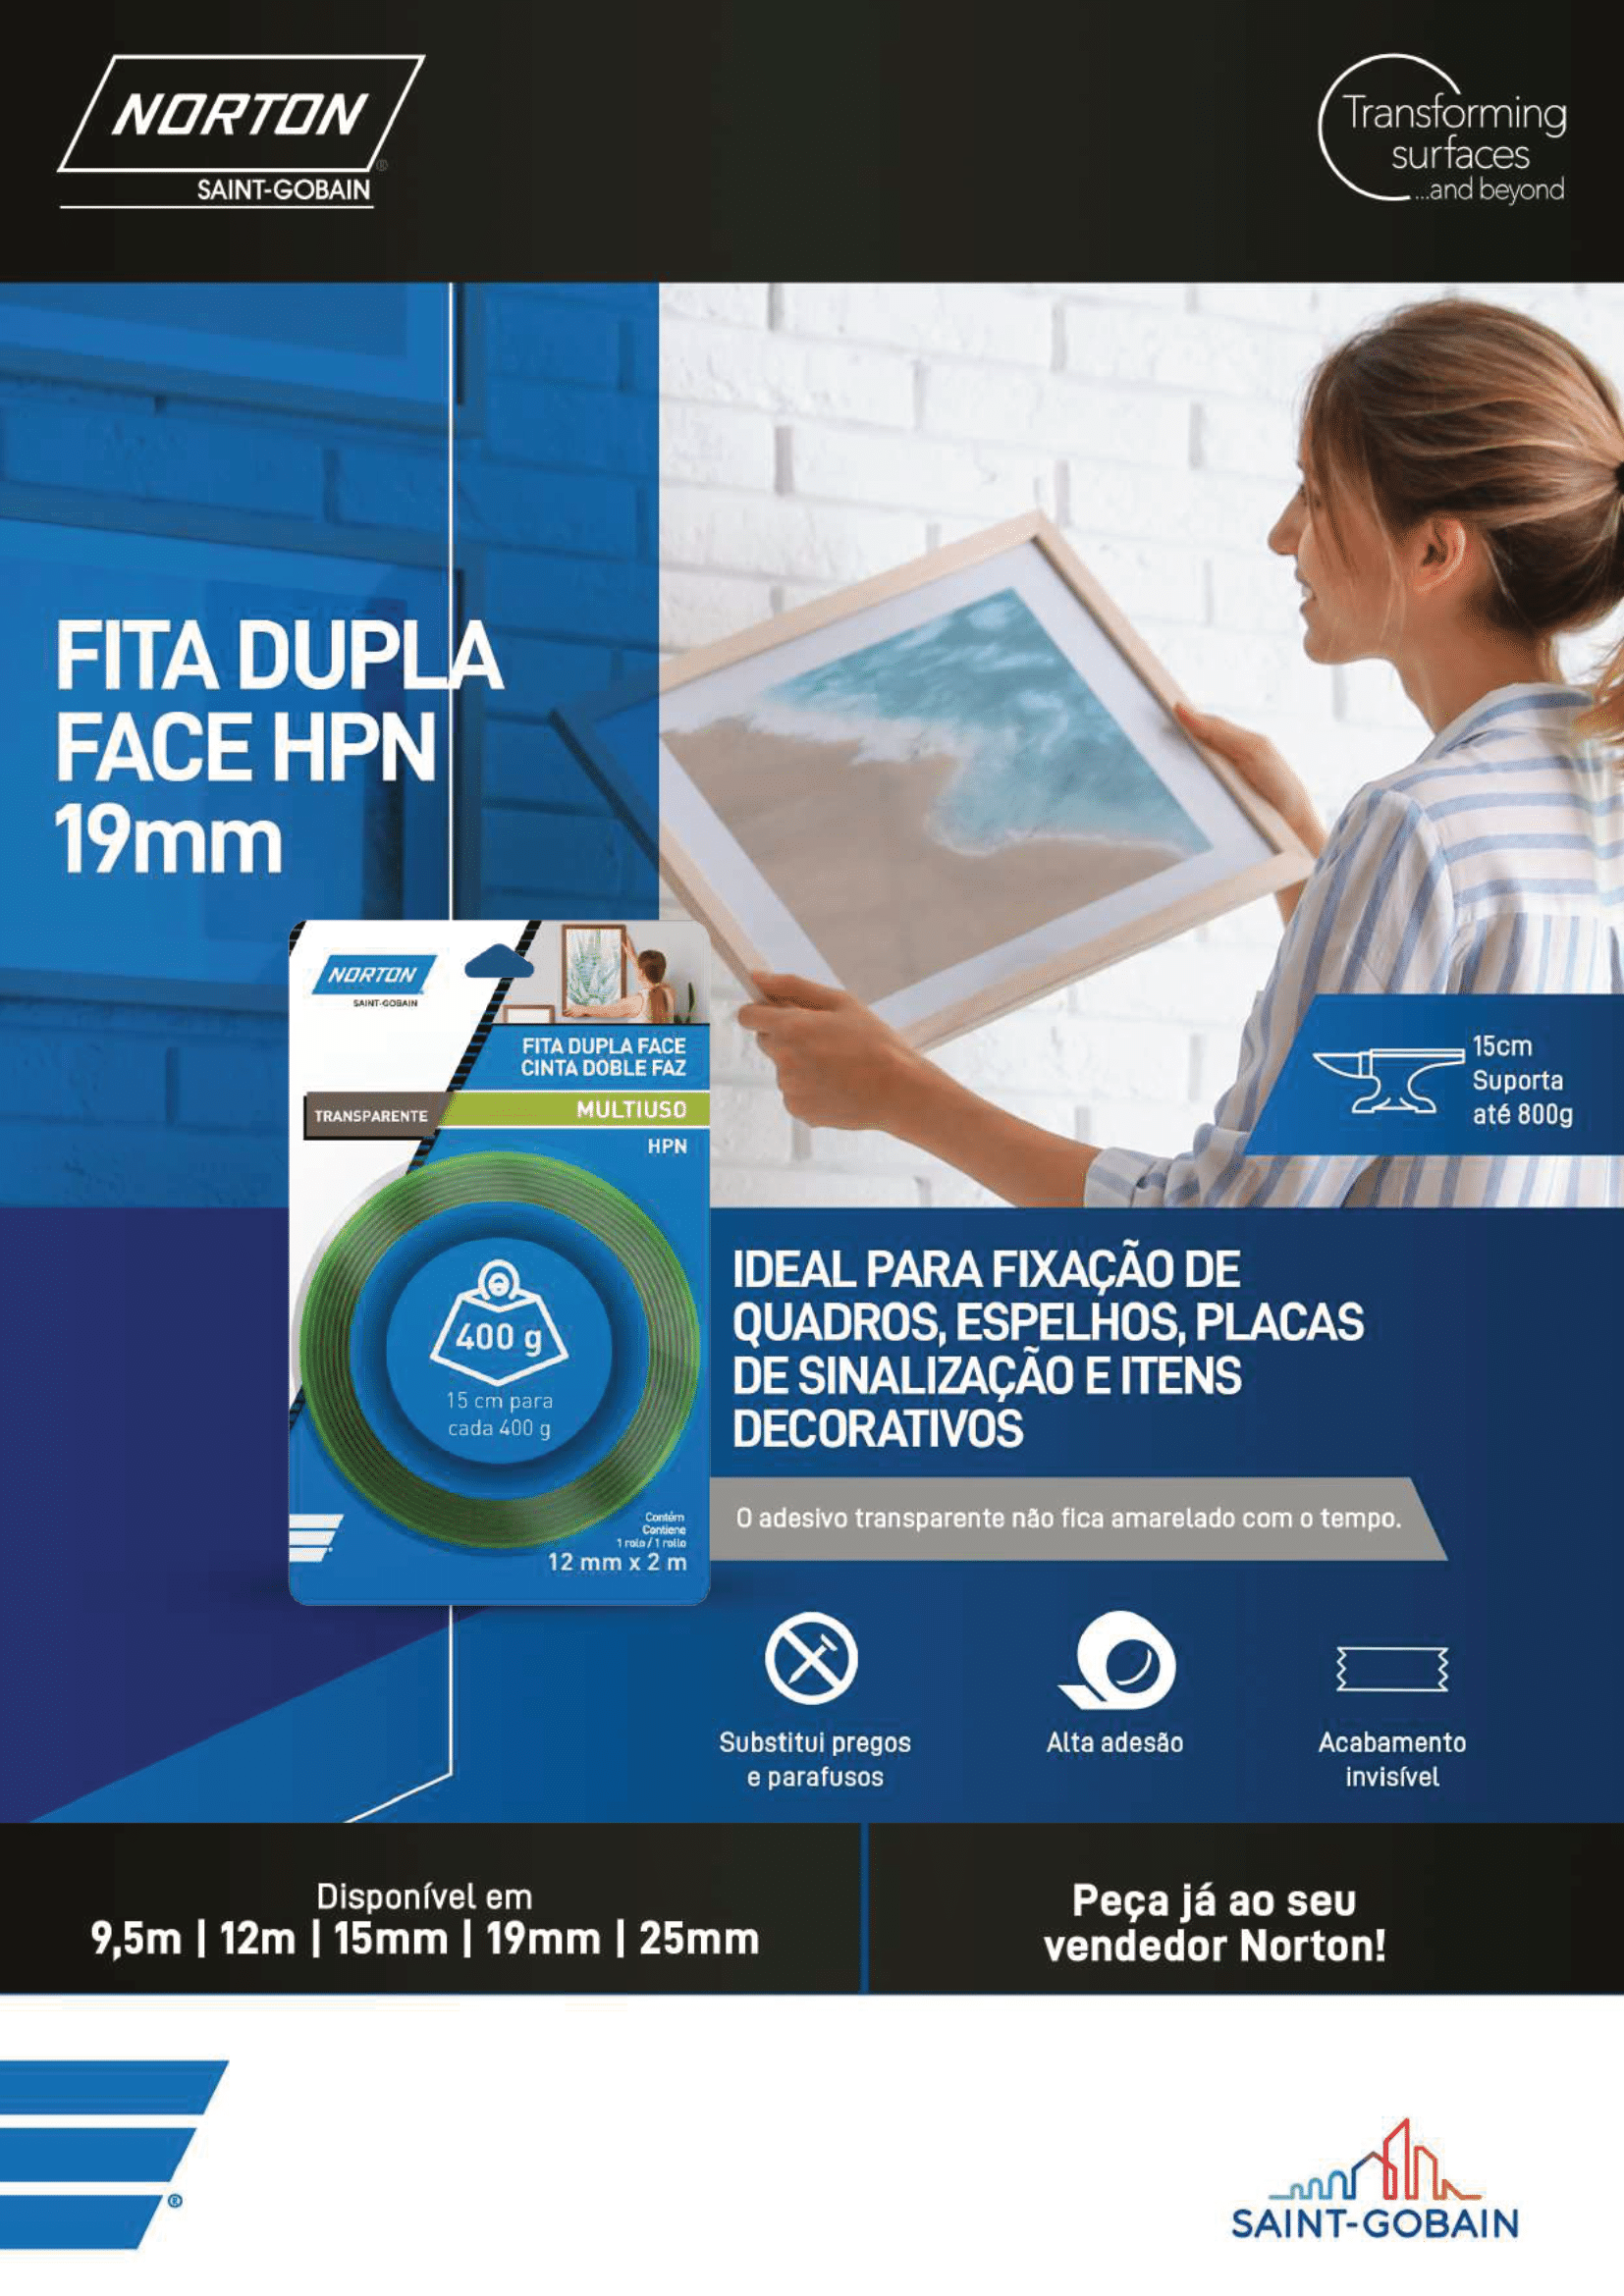 NORTON
®
SAINT-GOBAIN
Transforming
surfaces
...and beyond
FITA DUPLA
FACE HPN
19mm
NORTON
SAINT-GOBAIN
FITA DUPLA FACE
CINTA DOBLE FAZ
TRANSPARENTE
MULTIUSO
HPN
400 g
15 cm para
cada 400 g
Contém
Contiene
1 rolo / 1 rollo
12 mm x 2 m
15cm
Suporta
até 800g
IDEAL PARA FIXAÇÃO DE
QUADROS, ESPELHOS, PLACAS
DE SINALIZAÇÃO E ITENS
DECORATIVOS
O adesivo transparente não fica amarelado com o tempo.
Substitui pregos
e parafusos
Alta adesão
Acabamento
invisível
Disponível em
9,5m | 12m | 15mm | 19mm | 25mm
Peça já ao seu
vendedor Norton!
®
SAINT-GOBAIN